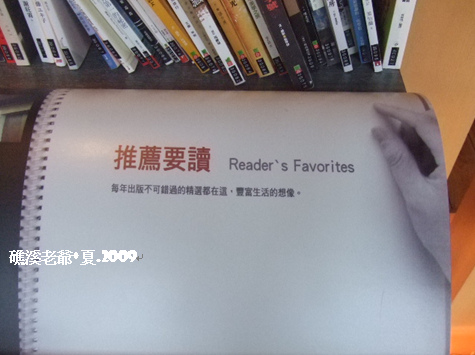 推薦要讀 Reader`s Favorites
每年出版不可錯過的精選都在這，豐富生活的想像。
礁溪老爺•夏.2009